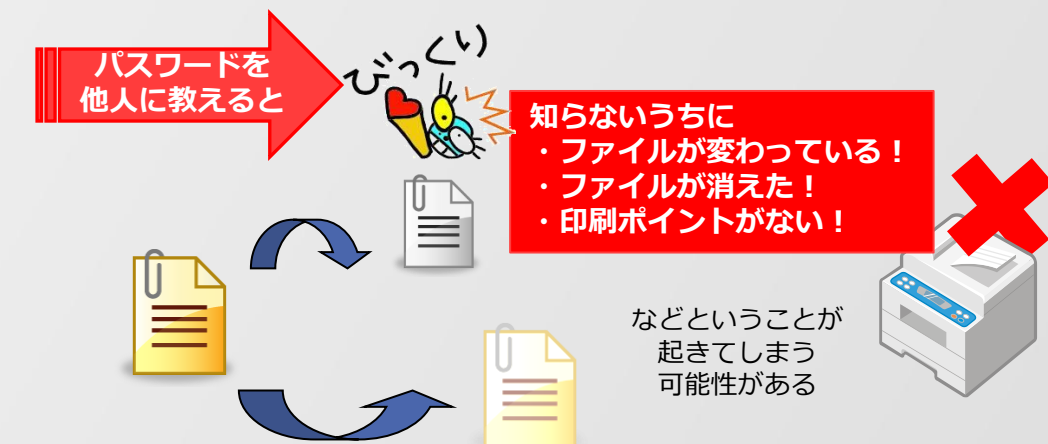 パスワードを
他人に教えると
びっくり
知らないうちに
・ファイルが変わっている！
・ファイルが消えた！
・印刷ポイントがない！
などということが
起きてしまう
可能性がある